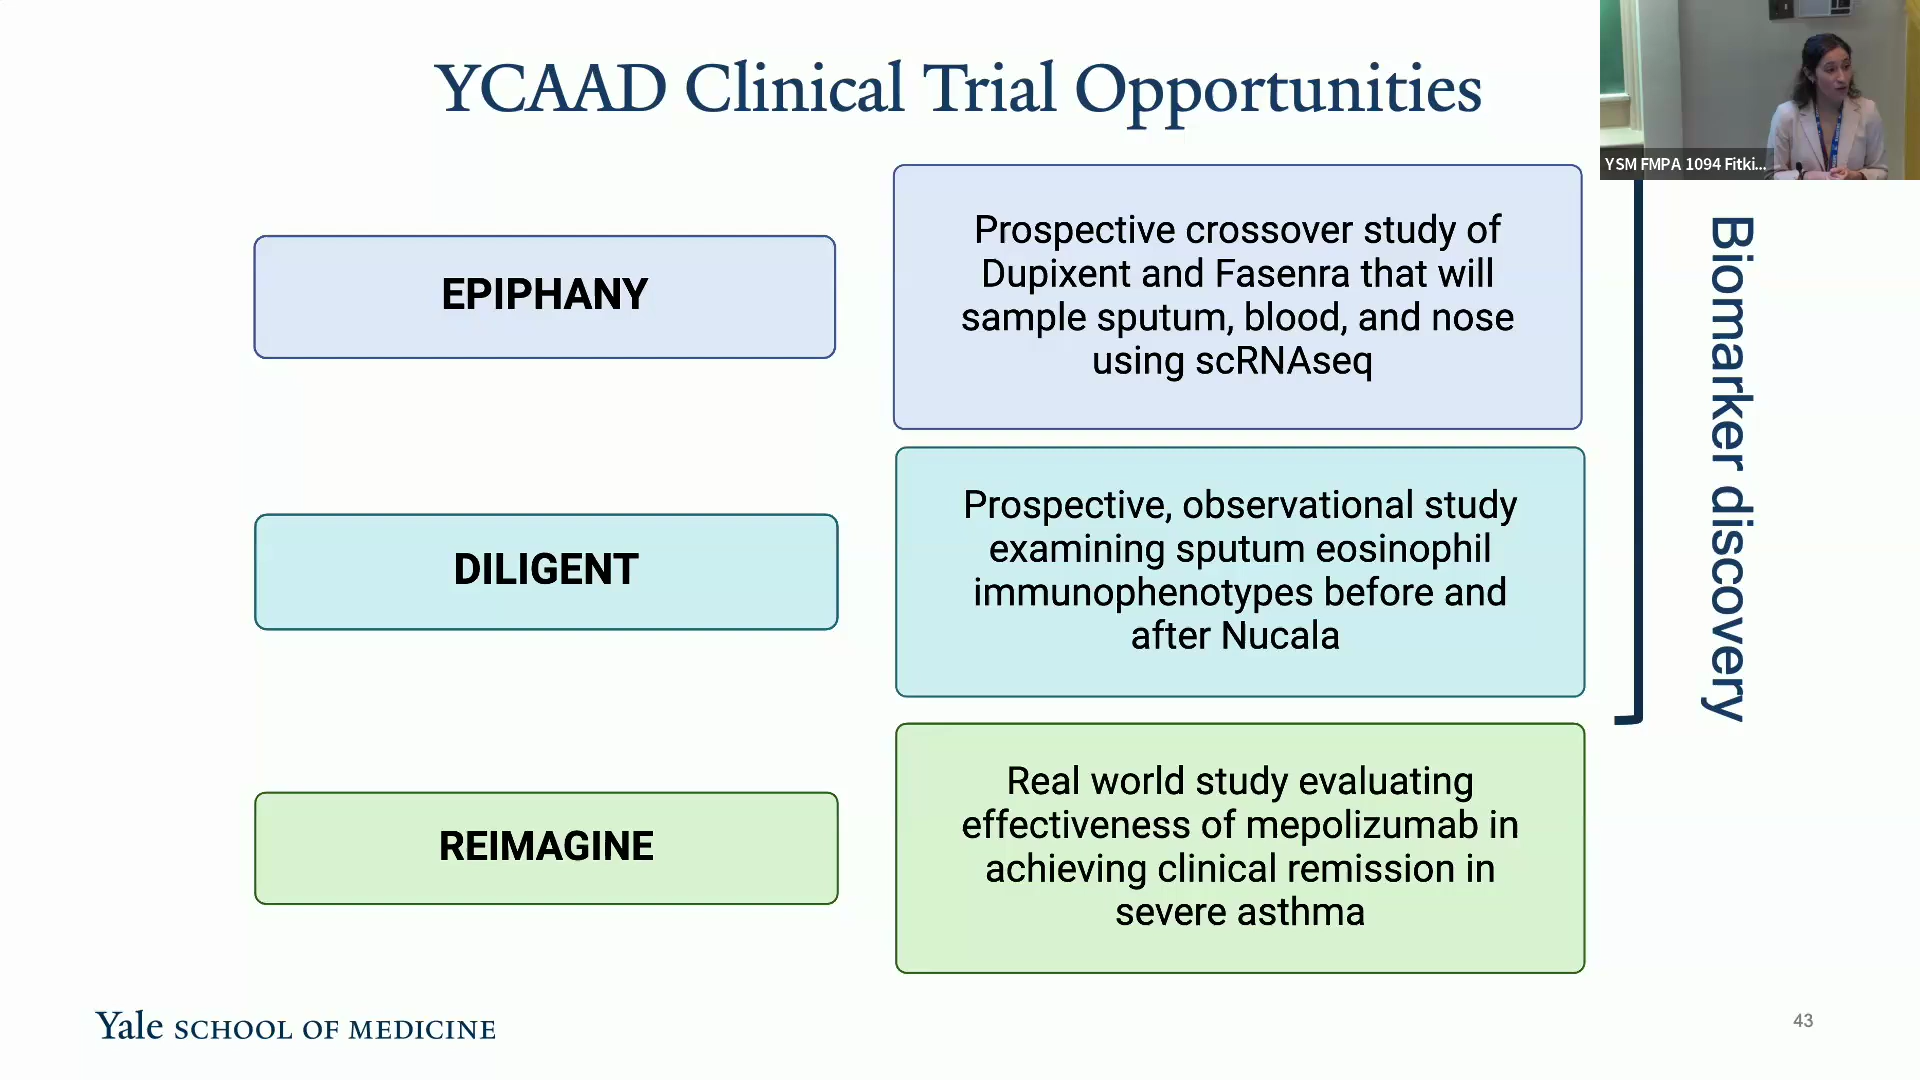 YCAAD Clinical Trial Opportunities
YSM FMPA 1094 Fitki...
EPIPHANY
Prospective crossover study of
Dupixent and Fasenra that will
sample sputum, blood, and nose
using scRNAseq
DILIGENT
Prospective, observational study
examining sputum eosinophil
immunophenotypes before and
after Nucala
REIMAGINE
Real world study evaluating
effectiveness of mepolizumab in
achieving clinical remission in
severe asthma
Biomarker discovery
Yale SCHOOL OF MEDICINE
43